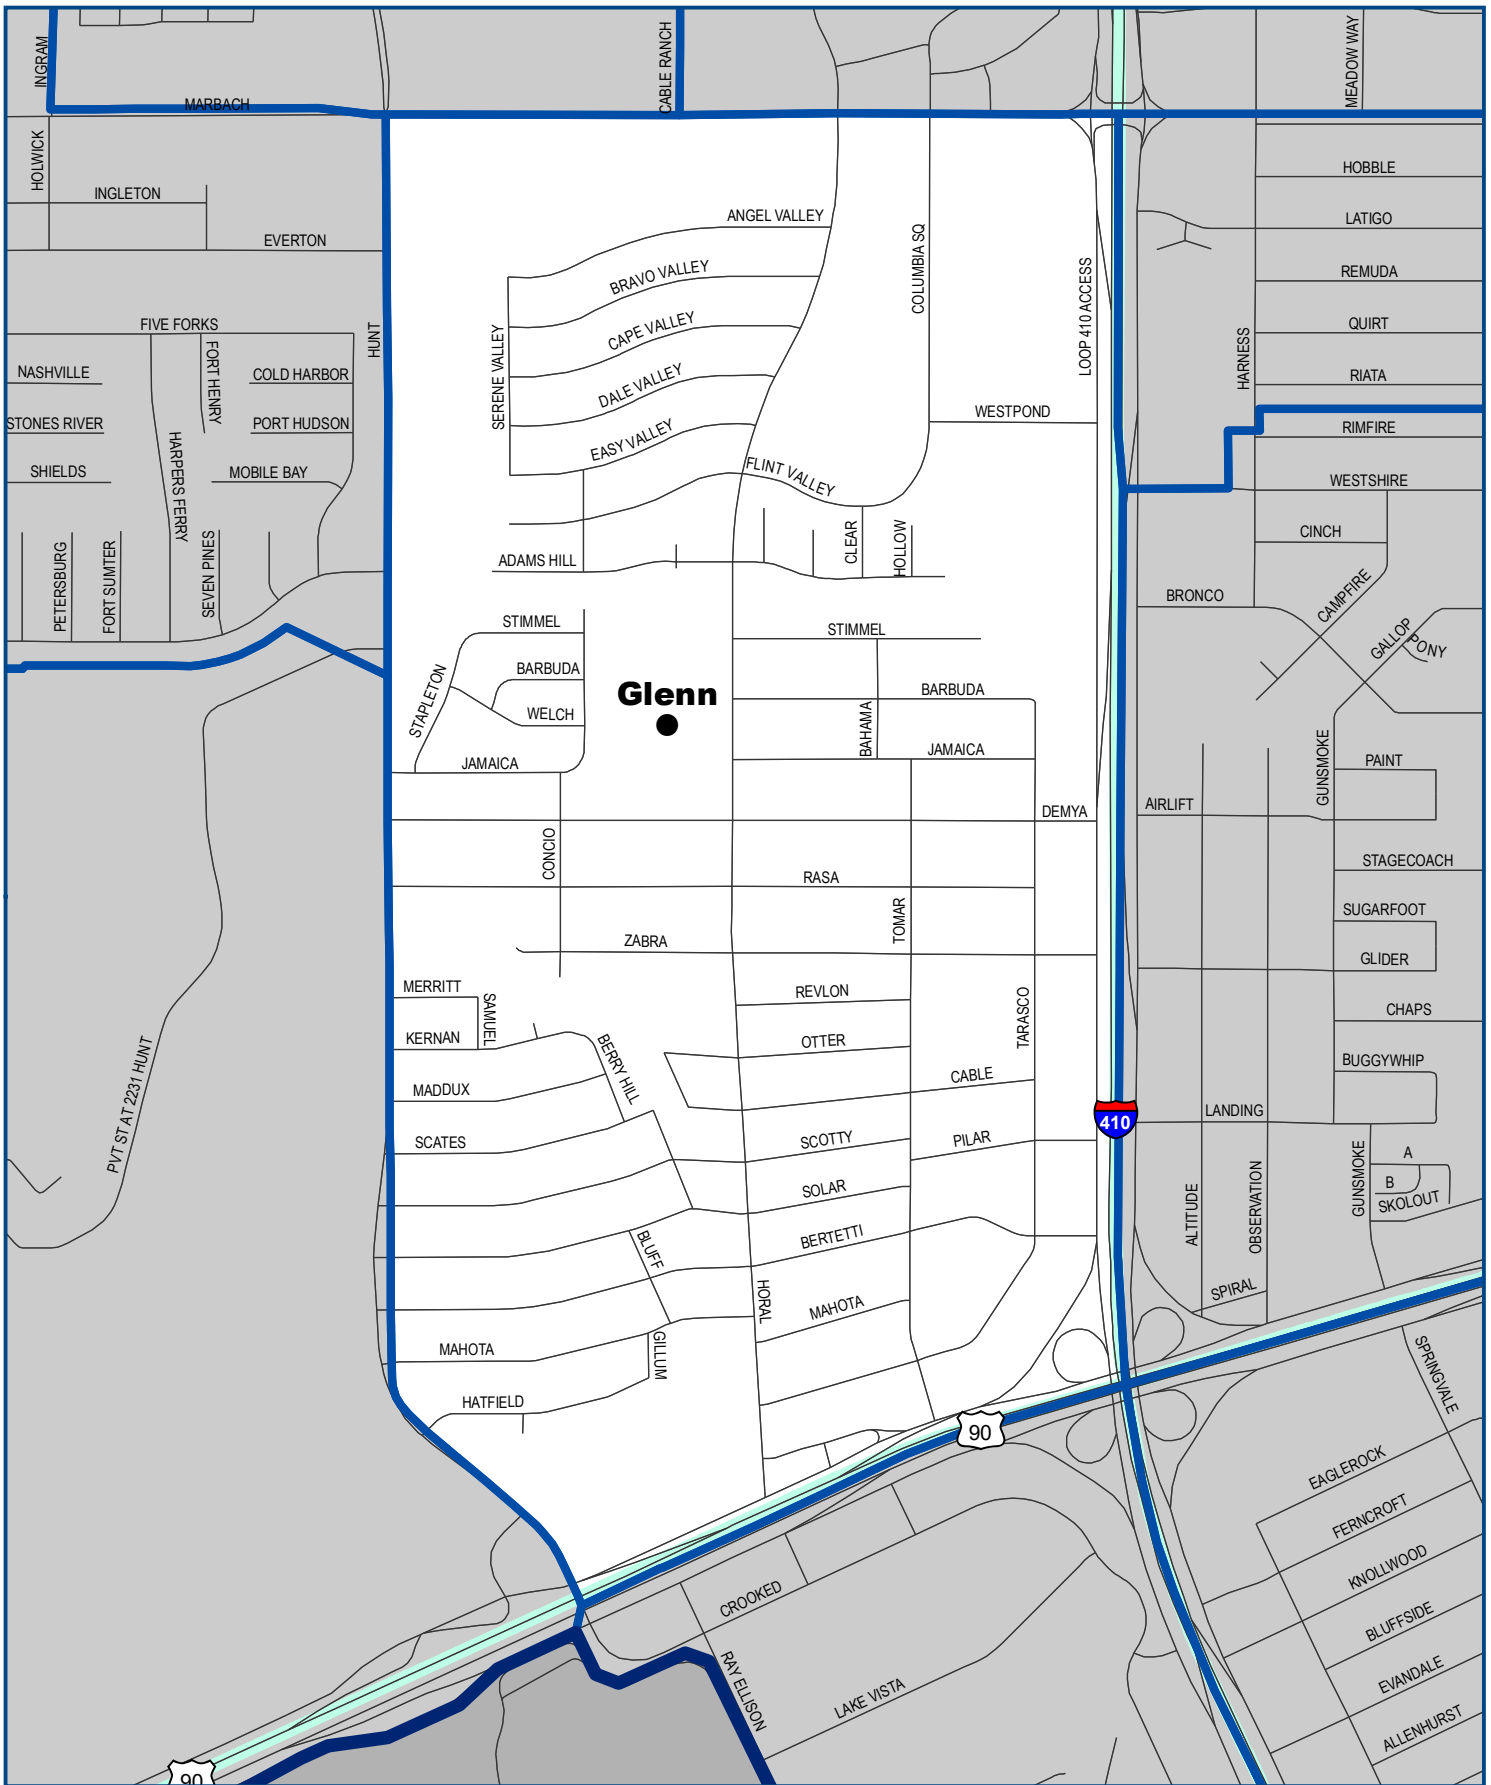 INGRAM
CABLE RANCH
MEADOW WAY
MARBACH
HOLWICK
INGLETON
HOBBLE
ANGEL VALLEY
LATIGO
EVERTON
COLUMBIA SQ
LOOP 410 ACCESS
BRAVO VALLEY
REMUDA
FIVE FORKS
HUNT
SERENE VALLEY
CAPE VALLEY
QUIRT
HARNESS
NASHVILLE
FORT HENRY
COLD HARBOR
DALE VALLEY
RIATA
STONES RIVER
PORT HUDSON
WESTPOND
EASY VALLEY
RIMFIRE
SHIELDS
HARPERS FERRY
MOBILE BAY
FLINT VALLEY
WESTSHIRE
PETERSBURG
FORT SUMTER
SEVEN PINES
ADAMS HILL
CLEAR
HOLLOW
CINCH
BRONCO
CAMPFIRE
STIMMEL
STIMMEL
GALLOP
PONY
BARBUDA
Glenn
BARBUDA
STAPLETON
WELCH
BAHAMA
JAMAICA
JAMAICA
GUNSMOKE
PAINT
DEMYA
AIRLIFT
CONCIO
RASA
STAGECOACH
TOMAR
SUGARFOOT
ZABRA
GLIDER
MERRITT
SAMUEL
REVLON
TARASCO
CHAPS
KERNAN
BERRY HILL
OTTER
BUGGYWHIP
PVT ST AT 2231 HUNT
MADDUX
CABLE
410
LANDING
SCATES
SCOTTY
PILAR
GUNSMOKE
A
B
SKOLOUT
SOLAR
ALTITUDE
OBSERVATION
BLUFF
BERTETTI
HORAL
MAHOTA
SPIRAL
MAHOTA
GILLUM
SPRINGVALE
HATFIELD
90
EAGLEROCK
FERNCROFT
KNOLLWOOD
CROOKED
BLUFFSIDE
RAY ELLISON
LAKE VISTA
EVANDALE
ALLENHURST
90